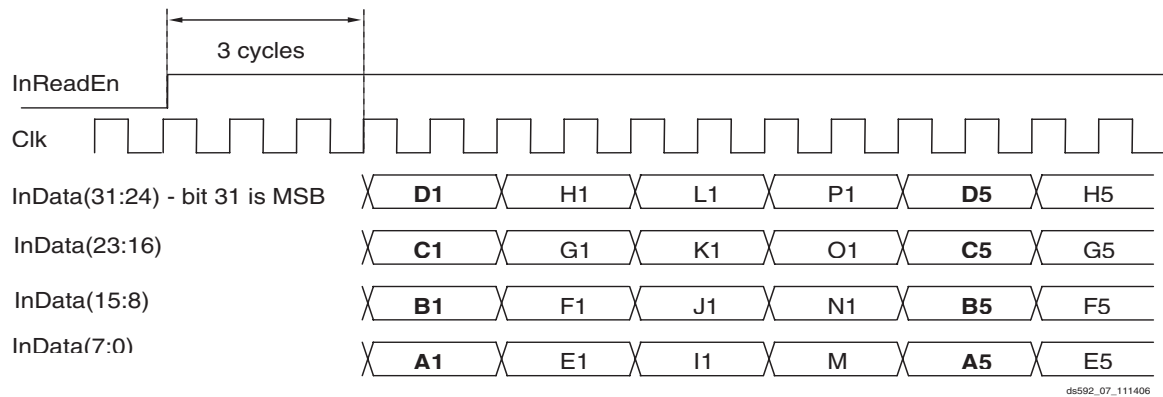 3 cycles
InReadEn
Clk
InData(31:24) - bit 31 is MSB D1 H1 L1 P1 D5 H5
InData(23:16) C1 G1 K1 O1 C5 G5
InData(15:8) B1 F1 J1 N1 B5 F5
InData(7:0) A1 E1 I1 M A5 E5
ds592_07_111406